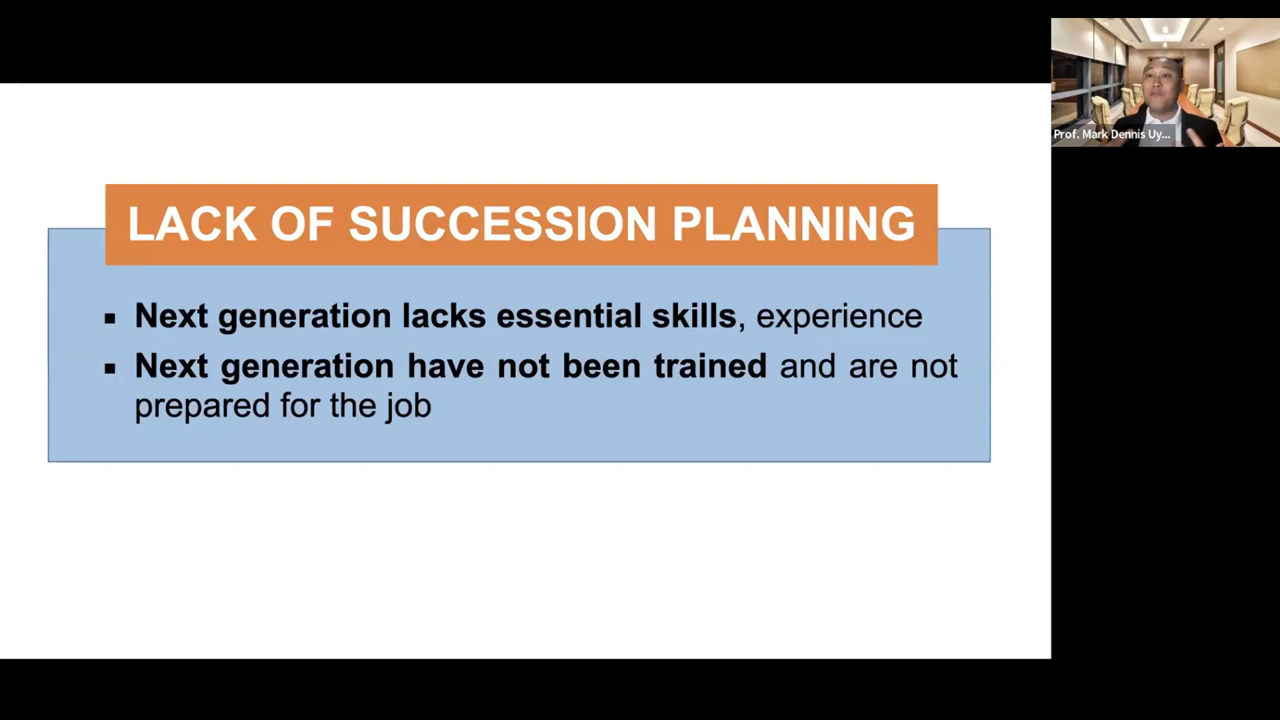 LACK OF SUCCESSION PLANNING
▪ Next generation lacks essential skills, experience
▪ Next generation have not been trained and are not
prepared for the job
Prof. Mark Dennis Uy...